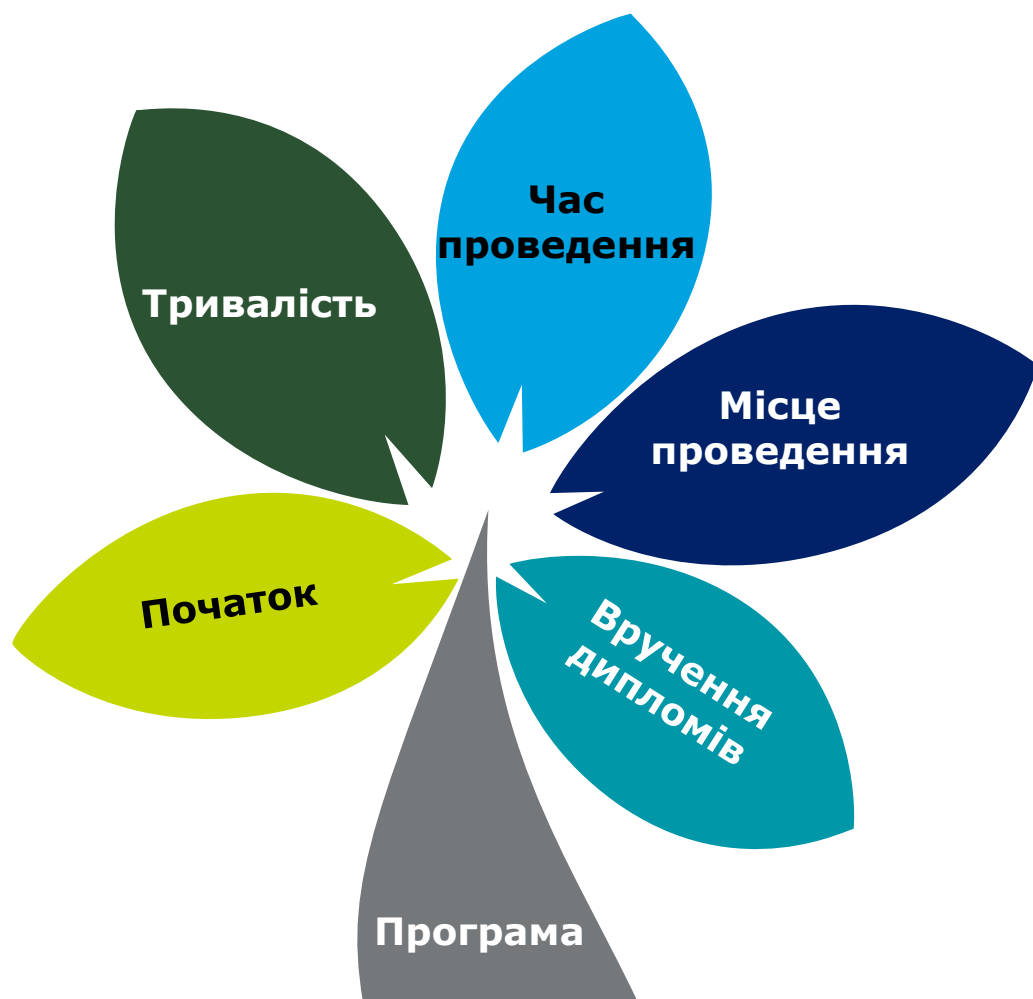 Час
проведення
Тривалість
Місце
проведення
Початок
Вручення
дипломів
Програма